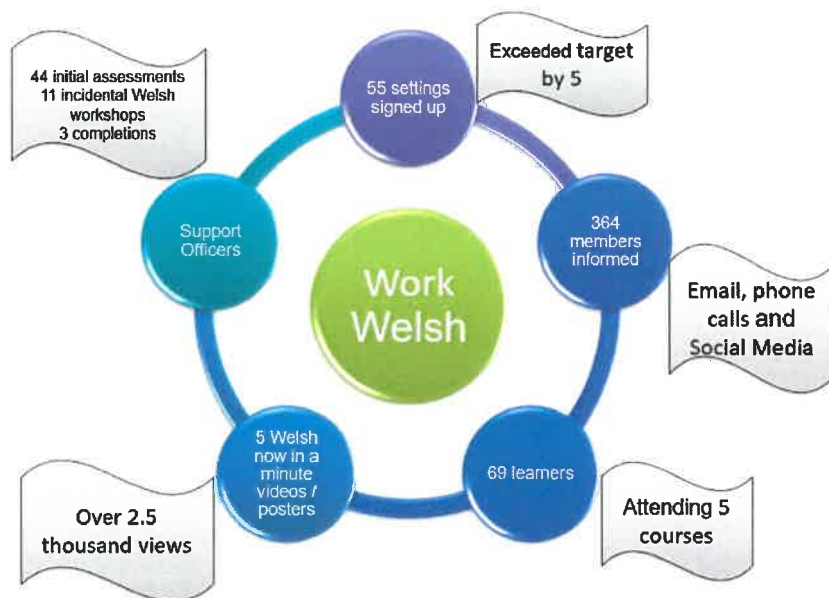 44 initial assessments
11 incidental Welsh
workshops
3 completions
55 settings
signed up
Exceeded target
by 5
364
members
informed
Email, phone
calls and
Social Media
69 learners
Attending 5
courses
5 Welsh
now in a
minute
videos /
posters
Over 2.5
thousand views
Support
Officers
Work
Welsh